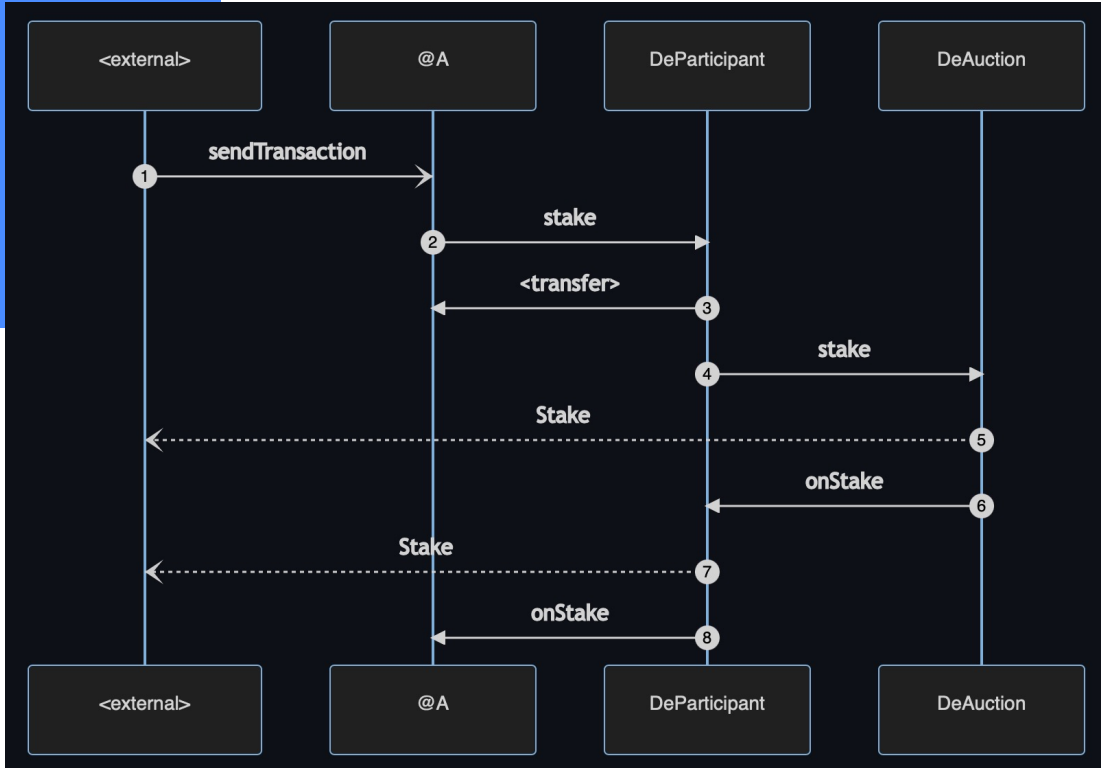 <external>
@A
DeParticipant
DeAuction
sendTransaction
1
stake
2
<transfer>
3
stake
4
Stake
5
onStake
6
Stake
7
onStake
8
<external>
@A
DeParticipant
DeAuction